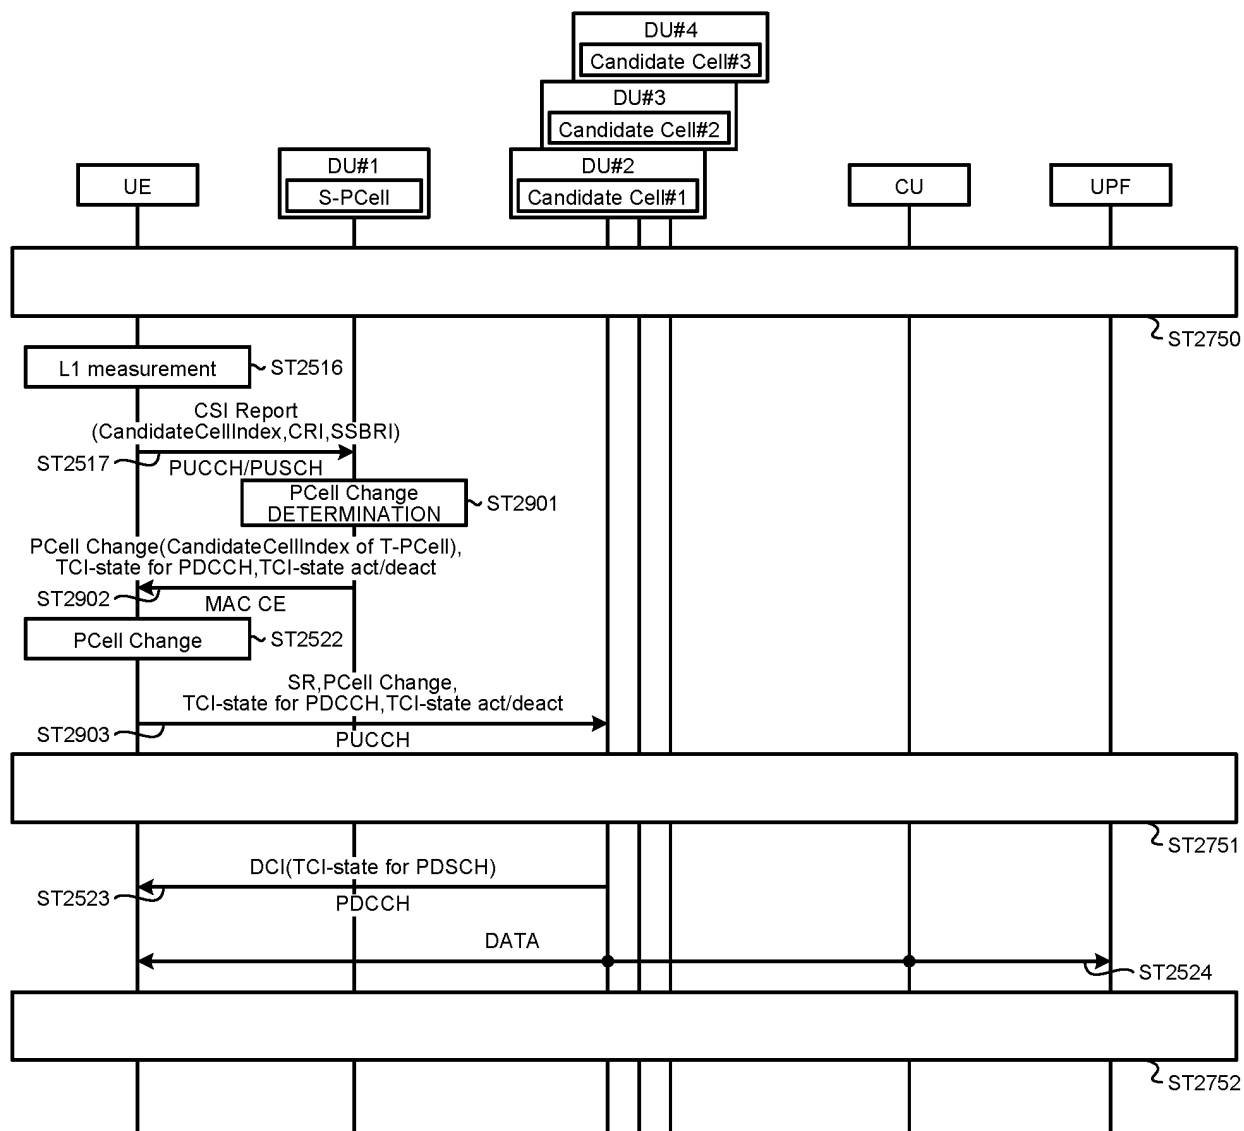 DU#4
Candidate Cell#3
DU#3
Candidate Cell#2
UE
DU#1
S-PCell
DU#2
Candidate Cell#1
CU
UPF
ST2750
L1 measurement
ST2516
CSI Report
(CandidateCellIndex,CRI,SSBRI)
ST2517
PUCCH/PUSCH
PCell Change
DETERMINATION
ST2901
PCell Change(CandidateCellIndex of T-PCell),
TCI-state for PDCCH,TCI-state act/deact
ST2902
MAC CE
PCell Change
ST2522
SR,PCell Change,
TCI-state for PDCCH,TCI-state act/deact
ST2903
PUCCH
ST2751
DCI(TCI-state for PDSCH)
ST2523
PDCCH
DATA
ST2524
ST2752